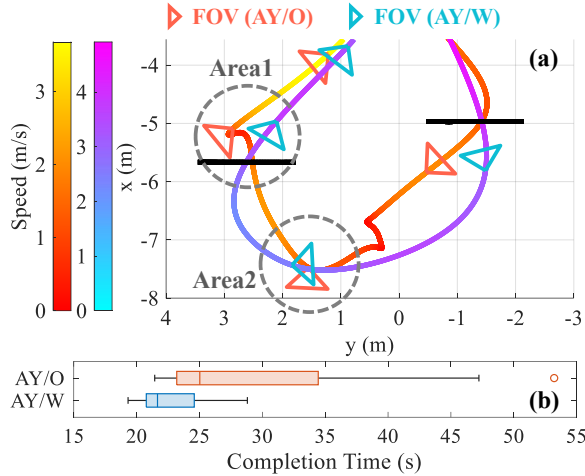 FOV (AY/O) FOV (AY/W)
(a)
Area1
Area2
Speed (m/s)
3
2
1
0
4
3
2
1
0
x (m)
-4
-5
-6
-7
-8
4 3 2 1 0 -1 -2 -3
y (m)
AY/O
AY/W
(b)
15 20 25 30 35 40 45 50 55
Completion Time (s)